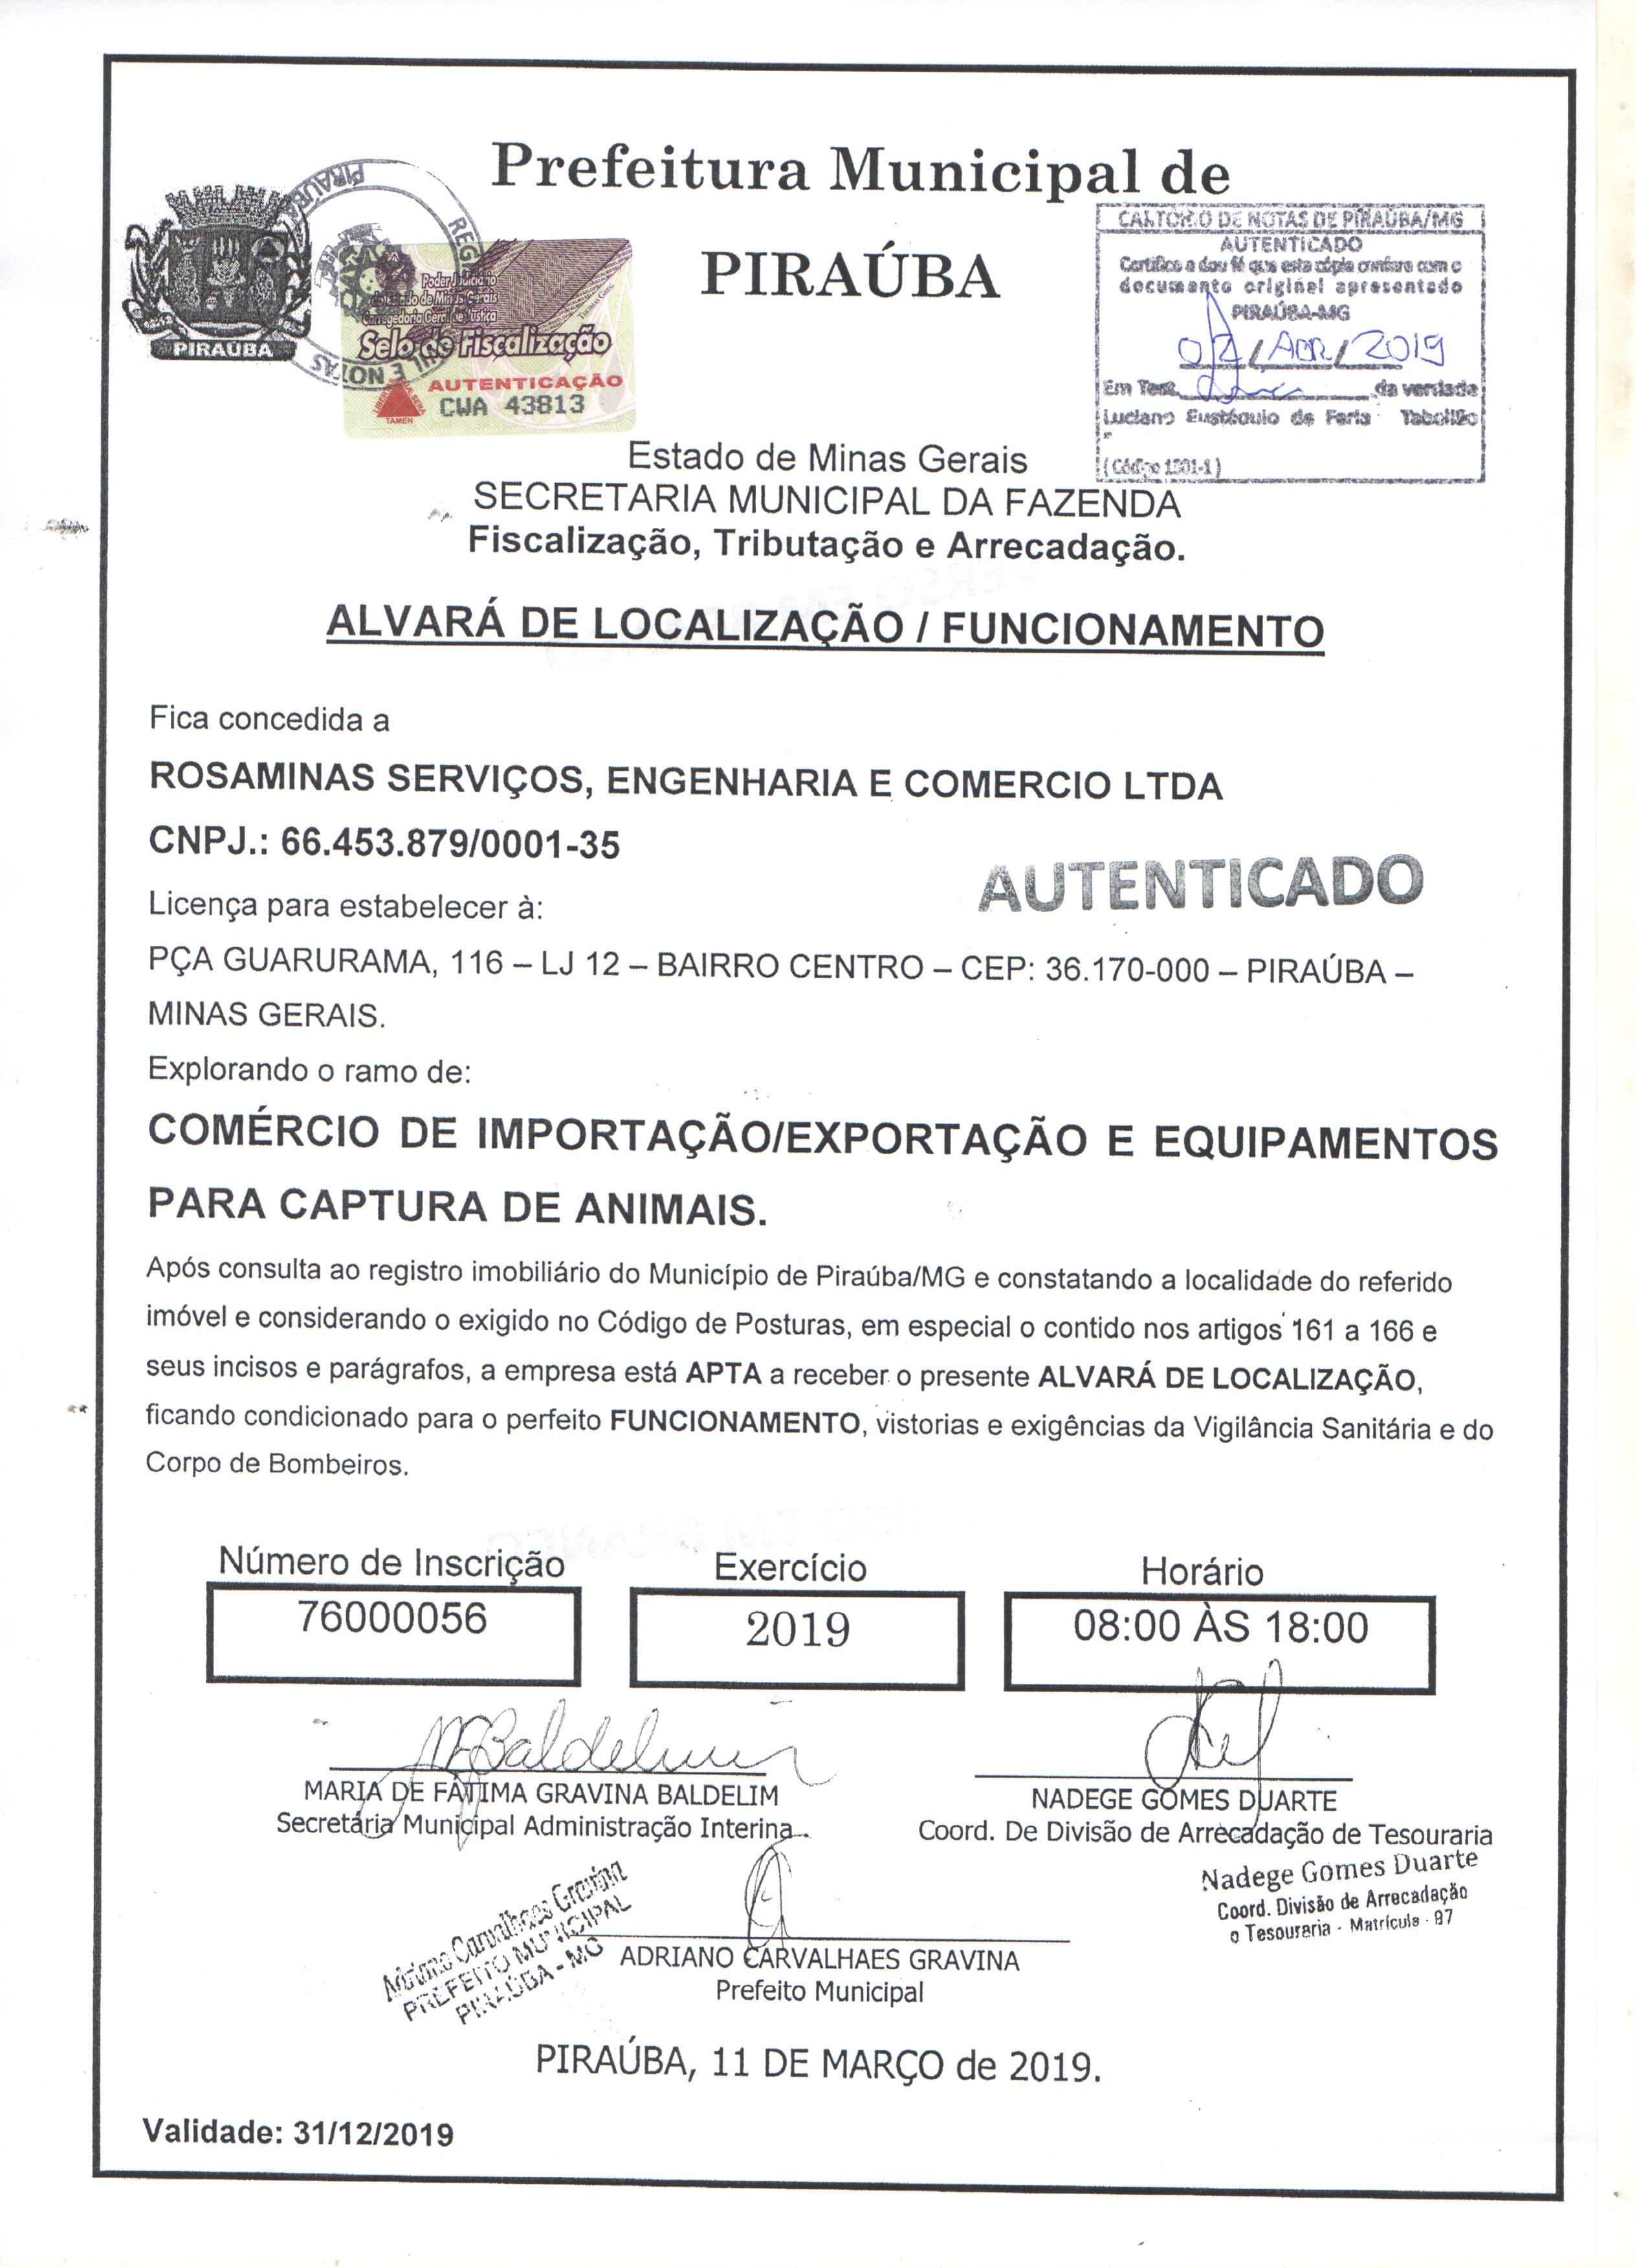 Prefeitura Municipal de
PIRAÚBA
PIRAÚBA
PIRAÚBA
NOTAS
Poder Judiciário
do Estado de Minas Gerais
Corregedoria Geral de Justiça
Selo de Fiscalização
AUTENTICAÇÃO
CWA 43813
CARTÓRIO DE NOTAS DE PIRAÚBA/MG
AUTENTICADO
Certifico e dou fé que esta cópia confere com o
documento original apresentado
PIRAÚBA-MG
ABR / 2019
Em Test. da verdade
Luciano Eustáquio de Faria Tabelião
(Código 1301-1)
Estado de Minas Gerais
SECRETARIA MUNICIPAL DA FAZENDA
Fiscalização, Tributação e Arrecadação.
ALVARÁ DE LOCALIZAÇÃO / FUNCIONAMENTO
Fica concedida a
ROSAMINAS SERVIÇOS, ENGENHARIA E COMERCIO LTDA
CNPJ.: 66.453.879/0001-35
AUTENTICADO
Licença para estabelecer à:
PÇA GUARURAMA, 116 – LJ 12 – BAIRRO CENTRO – CEP: 36.170-000 – PIRAÚBA –
MINAS GERAIS.
Explorando o ramo de:
COMÉRCIO DE IMPORTAÇÃO/EXPORTAÇÃO E EQUIPAMENTOS
PARA CAPTURA DE ANIMAIS.
Após consulta ao registro imobiliário do Município de Piraúba/MG e constatando a localidade do referido
imóvel e considerando o exigido no Código de Posturas, em especial o contido nos artigos 161 a 166 e
seus incisos e parágrafos, a empresa está APTA a receber o presente ALVARÁ DE LOCALIZAÇÃO,
ficando condicionado para o perfeito FUNCIONAMENTO, vistorias e exigências da Vigilância Sanitária e do
Corpo de Bombeiros.
Número de Inscrição Exercício Horário
76000056 2019 08:00 ÀS 18:00
MARIA DE FÁTIMA GRAVINA BALDELIM
Secretária Municipal Administração Interina
NADEGE GOMES DUARTE
Coord. De Divisão de Arrecadação de Tesouraria
Nadege Gomes Duarte
Coord. Divisão de Arrecadação
o Tesouraria - Matrícula - 97
Adriano Carvalhaes Gravina
PREFEITO MUNICIPAL
PIRAÚBA - MG
ADRIANO CARVALHAES GRAVINA
Prefeito Municipal
PIRAÚBA, 11 DE MARÇO de 2019.
Validade: 31/12/2019